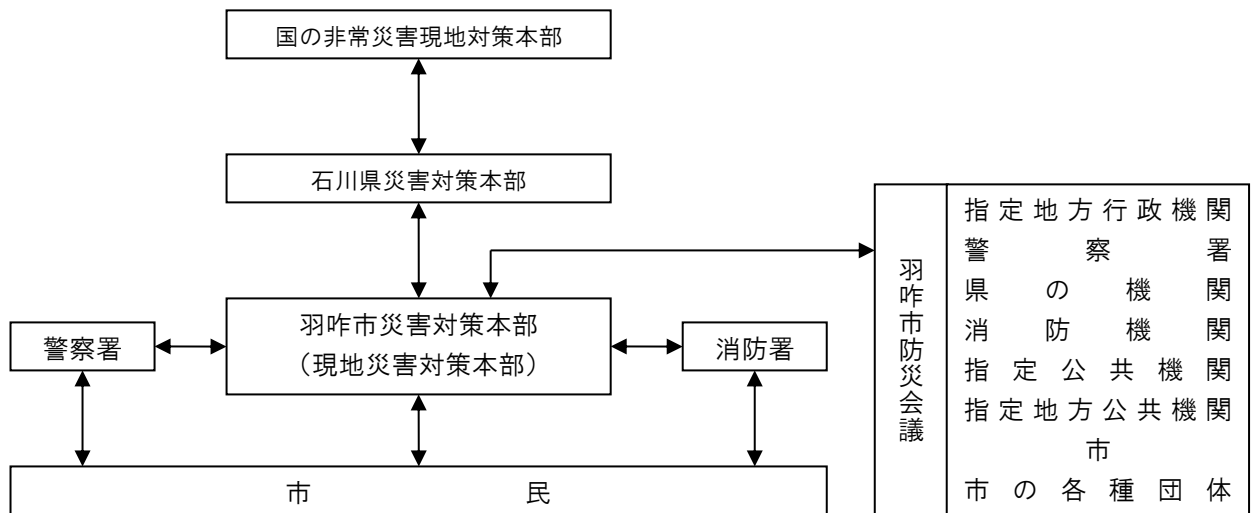 国の非常災害現地対策本部
石川県災害対策本部
羽咋市災害対策本部
（現地災害対策本部）
警察署
消防署
市民
羽咋市防災会議
指定地方行政機関
警察署
県の機関
消防機関
指定公共機関
指定地方公共機関
市
市の各種団体